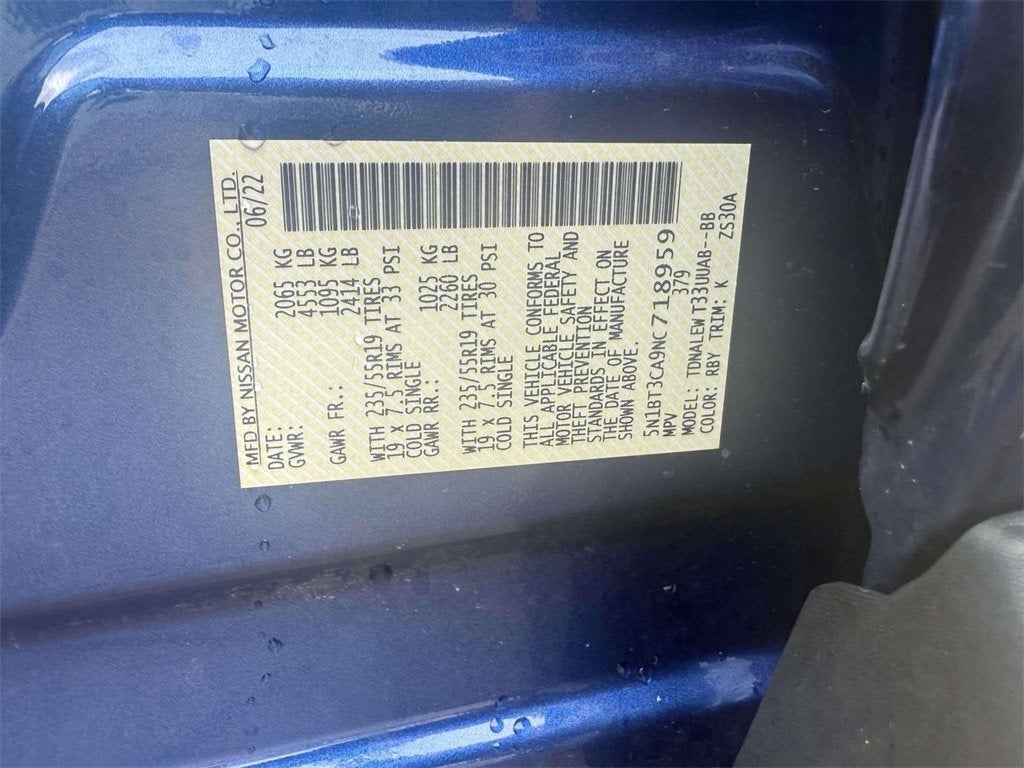 MFD BY NISSAN MOTOR CO., LTD.
DATE: 06/22
GVWR: 2065 KG
4553 LB
GAWR FR.: 1095 KG
2414 LB
WITH 235/55R19 TIRES
19 x 7.5 RIMS AT 33 PSI
COLD SINGLE
GAWR RR.: 1025 KG
2260 LB
WITH 235/55R19 TIRES
19 x 7.5 RIMS AT 30 PSI
COLD SINGLE
THIS VEHICLE CONFORMS TO
ALL APPLICABLE FEDERAL
MOTOR VEHICLE SAFETY AND
THEFT PREVENTION
STANDARDS IN EFFECT ON
THE DATE OF MANUFACTURE
SHOWN ABOVE.
5N1BT3CA9NC718959
MPV 379
MODEL: TDNALEWT33UUAB--BB
COLOR: RBY TRIM: K ZS30A